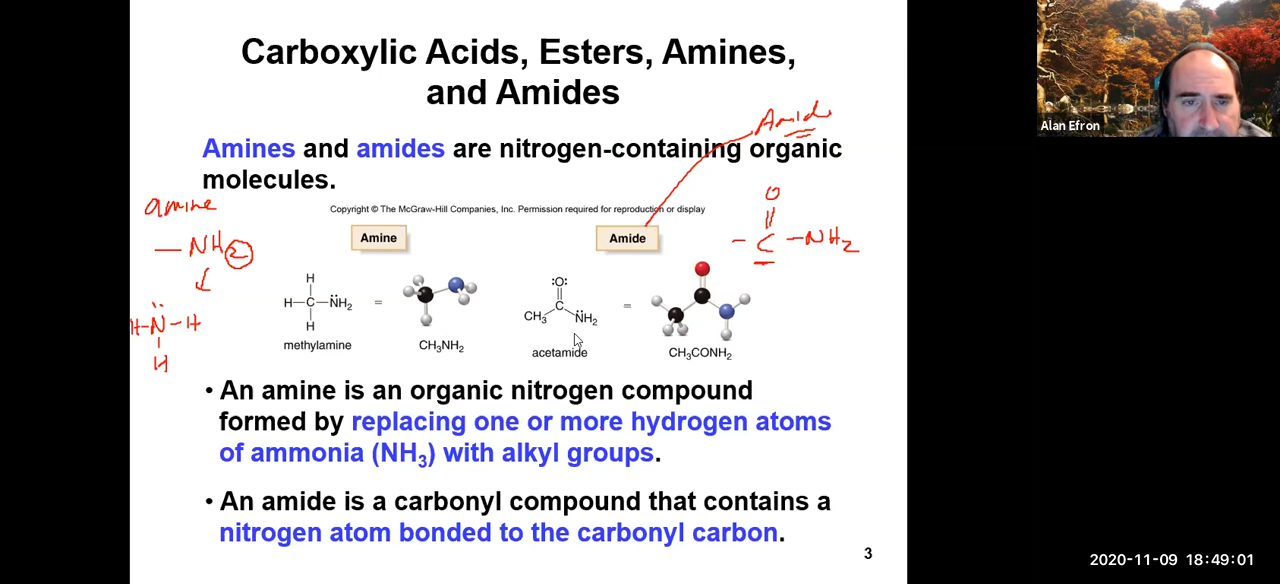 Carboxylic Acids, Esters, Amines,
and Amides
Amide
Amines and amides are nitrogen-containing organic
molecules.
Copyright © The McGraw-Hill Companies, Inc. Permission required for reproduction or display
amine
—NH2
H-N-H
H
Amine
Amide
O
||
-C-NH2
H
H—C—N̈H₂
H
=
methylamine
CH₃NH₂
:O:
C
CH₃
N̈H₂
=
acetamide
CH₃CONH₂
• An amine is an organic nitrogen compound
formed by replacing one or more hydrogen atoms
of ammonia (NH₃) with alkyl groups.
• An amide is a carbonyl compound that contains a
nitrogen atom bonded to the carbonyl carbon.
3
Alan Efron
2020-11-09 18:49:01